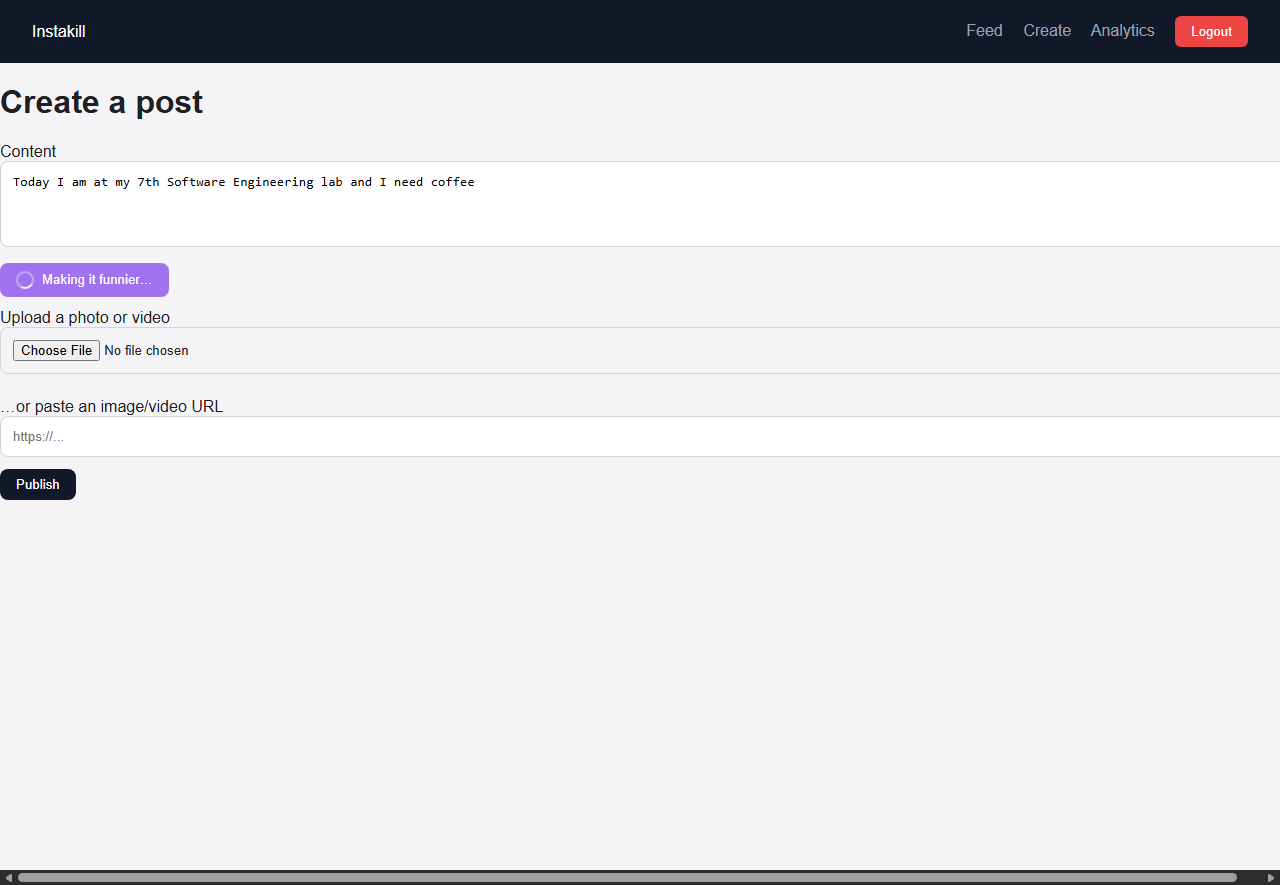 Instakill
Feed Create Analytics Logout
Create a post
Content
Today I am at my 7th Software Engineering lab and I need coffee
Making it funnier…
Upload a photo or video
Choose File No file chosen
…or paste an image/video URL
https://...
Publish